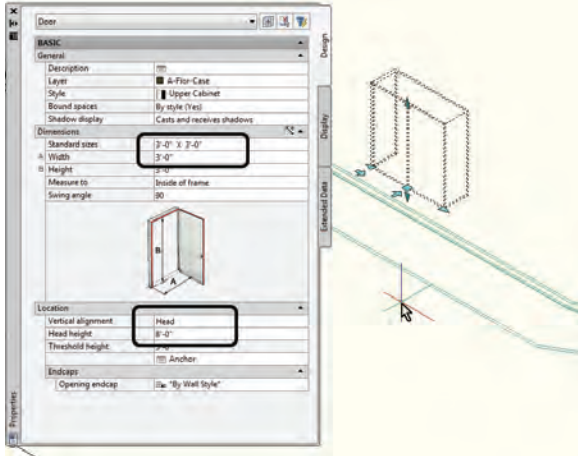 Door
Design
BASIC
General
Description
Layer A-Flor-Case
Style Upper Cabinet
Bound spaces By style (Yes)
Shadow display Casts and receives shadows
Display
Dimensions
Standard sizes 3'-0" X 3'-0"
A Width 3'-0"
B Height 3'-0"
Measure to Inside of frame
Swing angle 90
Extended Data
B
A
Location
Vertical alignment Head
Head height 8'-0"
Threshold height
Anchor
Endcaps
Opening endcap "By Wall Style"
Properties